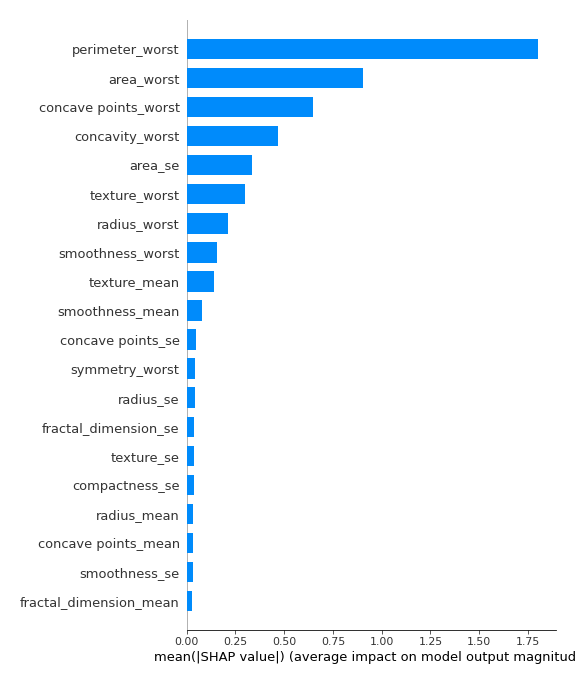 perimeter_worst
area_worst
concave points_worst
concavity_worst
area_se
texture_worst
radius_worst
smoothness_worst
texture_mean
smoothness_mean
concave points_se
symmetry_worst
radius_se
fractal_dimension_se
texture_se
compactness_se
radius_mean
concave points_mean
smoothness_se
fractal_dimension_mean
0.00 0.25 0.50 0.75 1.00 1.25 1.50 1.75
mean(|SHAP value|) (average impact on model output magnitud